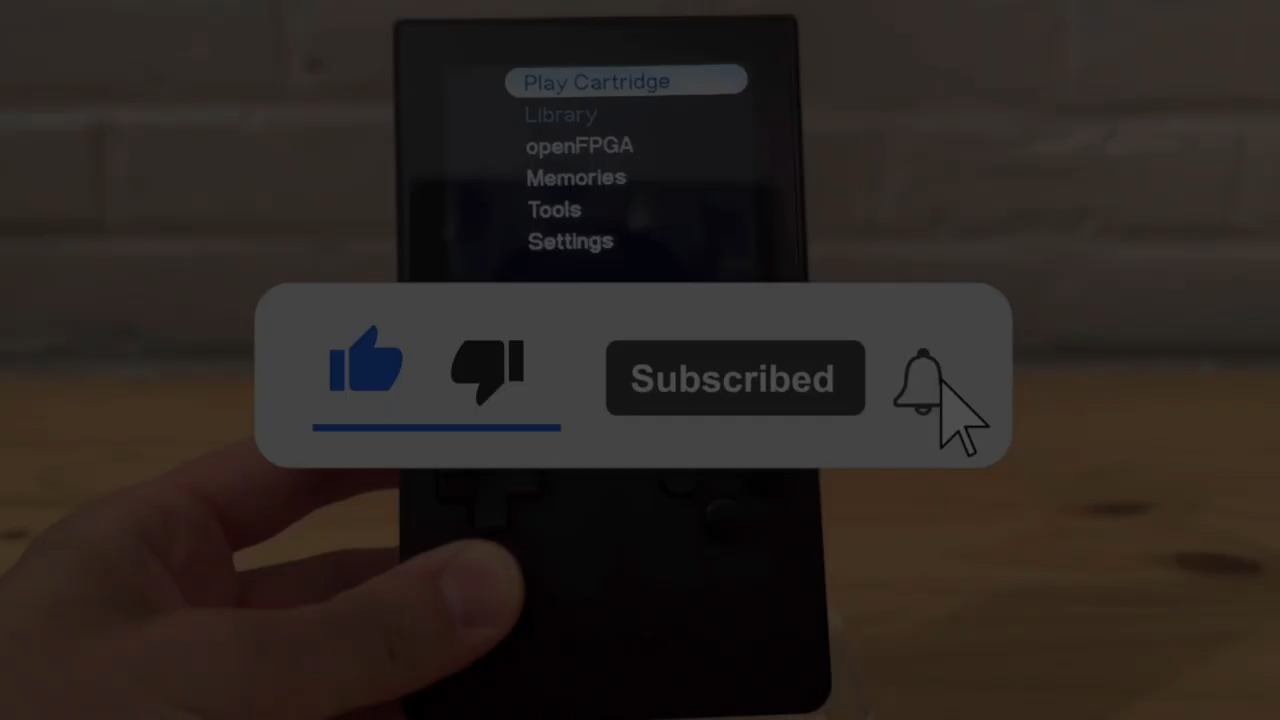 Play Cartridge
Library
openFPGA
Memories
Tools
Settings
Subscribed